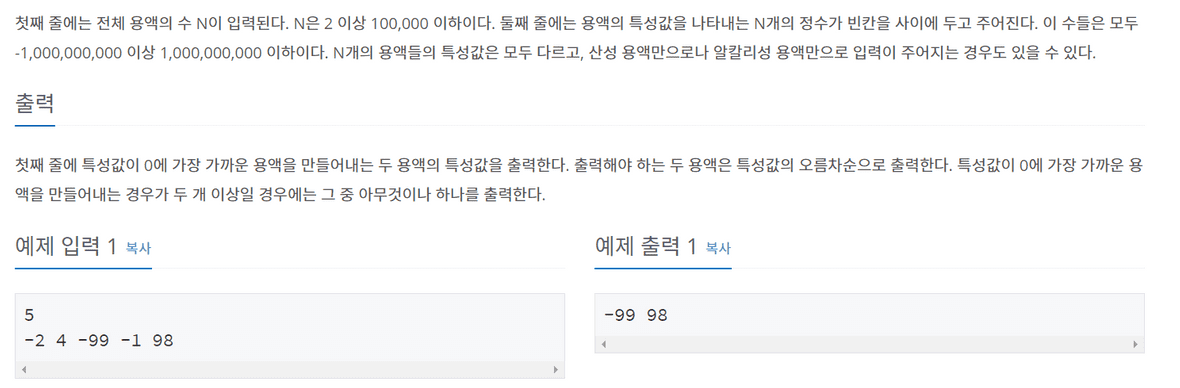 첫째 줄에는 전체 용액의 수 N이 입력된다. N은 2 이상 100,000 이하이다. 둘째 줄에는 용액의 특성값을 나타내는 N개의 정수가 빈칸을 사이에 두고 주어진다. 이 수들은 모두
-1,000,000,000 이상 1,000,000,000 이하이다. N개의 용액들의 특성값은 모두 다르고, 산성 용액만으로나 알칼리성 용액만으로 입력이 주어지는 경우도 있을 수 있다.
출력
첫째 줄에 특성값이 0에 가장 가까운 용액을 만들어내는 두 용액의 특성값을 출력한다. 출력해야 하는 두 용액은 특성값의 오름차순으로 출력한다. 특성값이 0에 가장 가까운 용
액을 만들어내는 경우가 두 개 이상일 경우에는 그 중 아무것이나 하나를 출력한다.
예제 입력 1 복사
5
-2 4 -99 -1 98
예제 출력 1 복사
-99 98